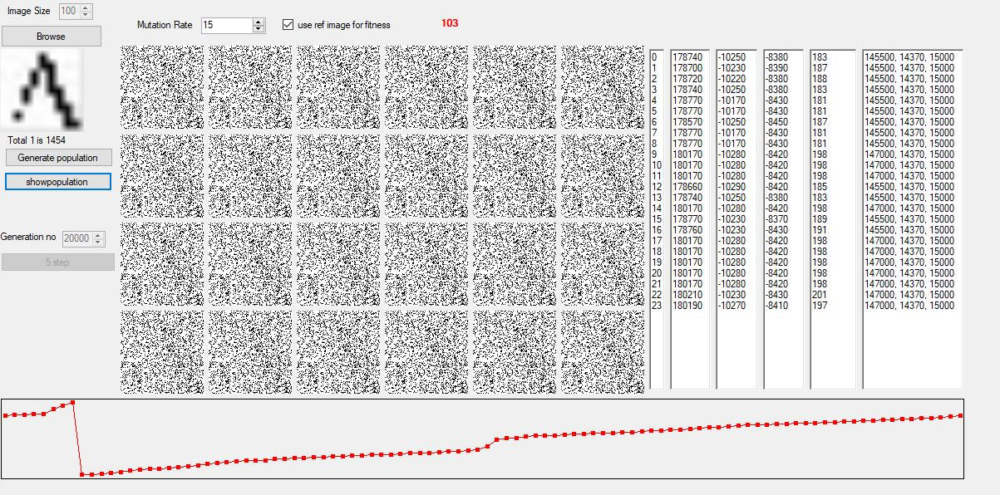 Image Size 100
Mutation Rate 15 use ref image for fitness 103
Browse
Total 1 is 1454
Generate population
showpopulation
Generation no 20000
5 step
0 178740 -10250 -8380 183 145500, 14370, 15000
1 178700 -10230 -8390 187 145500, 14370, 15000
2 178720 -10220 -8380 188 145500, 14370, 15000
3 178740 -10250 -8380 183 145500, 14370, 15000
4 178770 -10170 -8430 181 145500, 14370, 15000
5 178770 -10170 -8430 181 145500, 14370, 15000
6 178570 -10250 -8450 187 145500, 14370, 15000
7 178770 -10170 -8430 181 145500, 14370, 15000
8 178770 -10170 -8430 181 145500, 14370, 15000
9 180170 -10280 -8420 198 147000, 14370, 15000
10 180170 -10280 -8420 198 147000, 14370, 15000
11 180170 -10280 -8420 198 147000, 14370, 15000
12 178660 -10290 -8420 185 145500, 14370, 15000
13 178740 -10250 -8380 183 145500, 14370, 15000
14 180170 -10280 -8420 198 147000, 14370, 15000
15 178770 -10230 -8370 189 145500, 14370, 15000
16 178760 -10230 -8430 191 145500, 14370, 15000
17 180170 -10280 -8420 198 147000, 14370, 15000
18 180170 -10280 -8420 198 147000, 14370, 15000
19 180170 -10280 -8420 198 147000, 14370, 15000
20 180170 -10280 -8420 198 147000, 14370, 15000
21 180170 -10280 -8420 198 147000, 14370, 15000
22 180210 -10230 -8430 201 147000, 14370, 15000
23 180190 -10270 -8410 197 147000, 14370, 15000